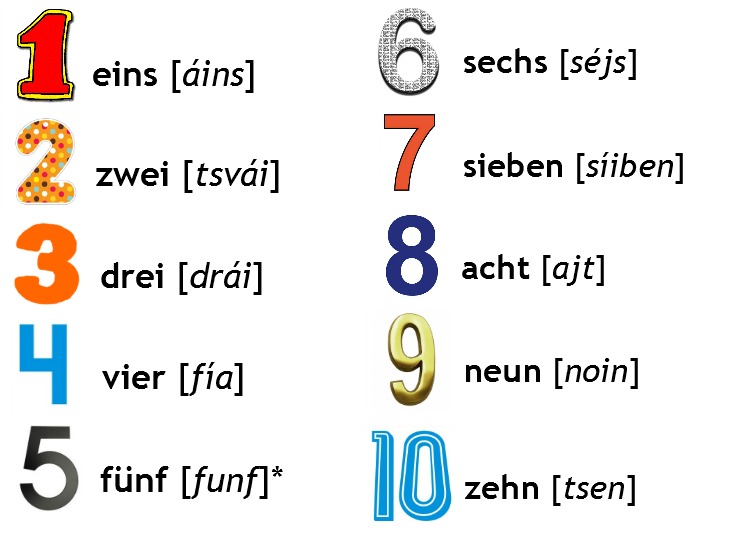 1 eins [áins]
2 zwei [tsvái]
3 drei [drái]
4 vier [fía]
5 fünf [funf]*
6 sechs [séjs]
7 sieben [síiben]
8 acht [ajt]
9 neun [noin]
10 zehn [tsen]